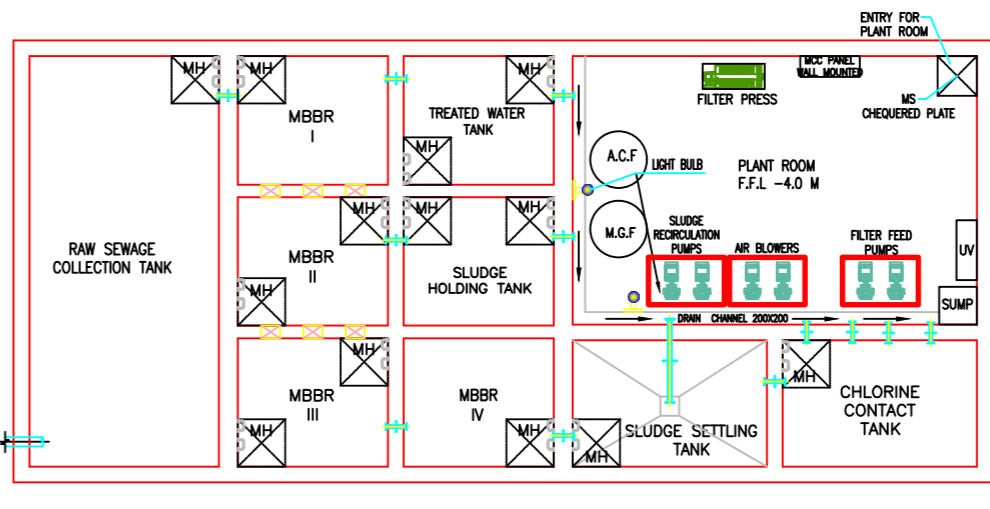 ENTRY FOR
PLANT ROOM
MCC PANEL
WALL MOUNTED
FILTER PRESS
MS
CHEQUERED PLATE
MH
MH
MH
MBBR
I
TREATED WATER
TANK
MH
A.C.F
LIGHT BULB
PLANT ROOM
F.F.L -4.0 M
MH
MH
MH
M.G.F
SLUDGE
RECIRCULATION
PUMPS
AIR BLOWERS
FILTER FEED
PUMPS
UV
RAW SEWAGE
COLLECTION TANK
MBBR
II
SLUDGE
HOLDING TANK
MH
SUMP
DRAIN CHANNEL 200X200
MH
MH
MBBR
III
MBBR
IV
CHLORINE
CONTACT
TANK
MH
MH
SLUDGE SETTLING
TANK
MH